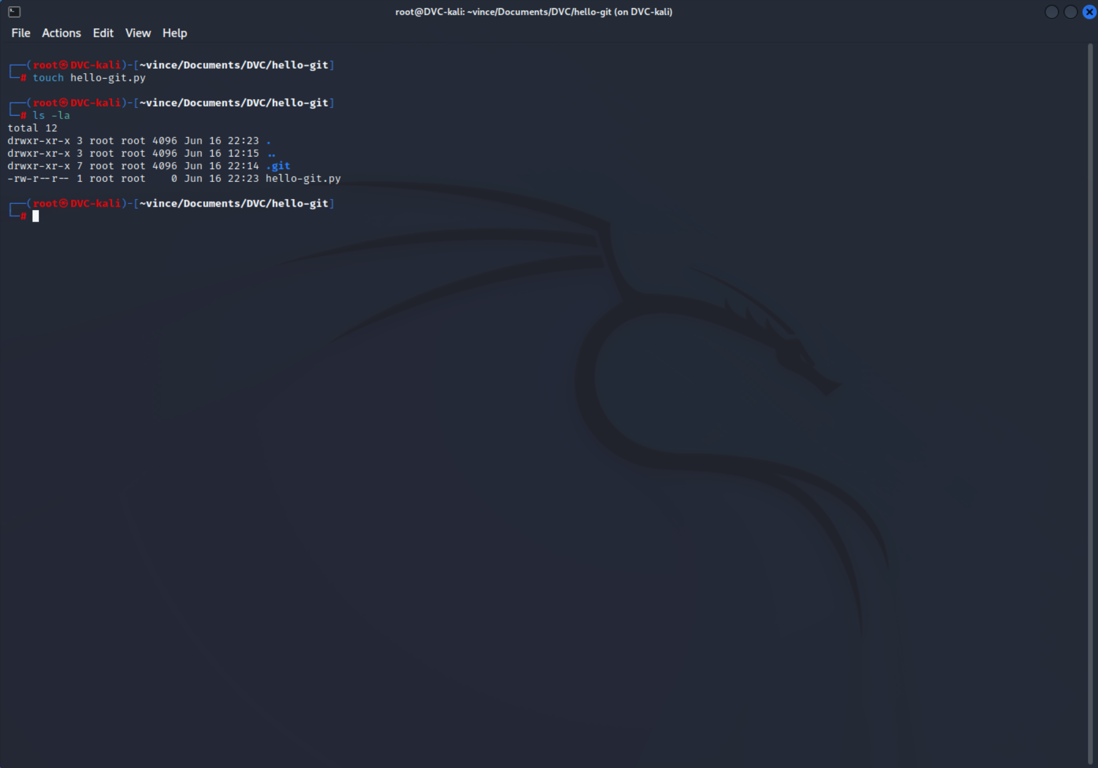 root@DVC-kali: ~vince/Documents/DVC/hello-git (on DVC-kali)
File Actions Edit View Help
┌──(root㉿DVC-kali)-[~vince/Documents/DVC/hello-git]
└─# touch hello-git.py
┌──(root㉿DVC-kali)-[~vince/Documents/DVC/hello-git]
└─# ls -la
total 12
drwxr-xr-x 3 root root 4096 Jun 16 22:23 .
drwxr-xr-x 3 root root 4096 Jun 16 12:15 ..
drwxr-xr-x 7 root root 4096 Jun 16 22:14 .git
-rw-r--r-- 1 root root    0 Jun 16 22:23 hello-git.py
┌──(root㉿DVC-kali)-[~vince/Documents/DVC/hello-git]
└─#